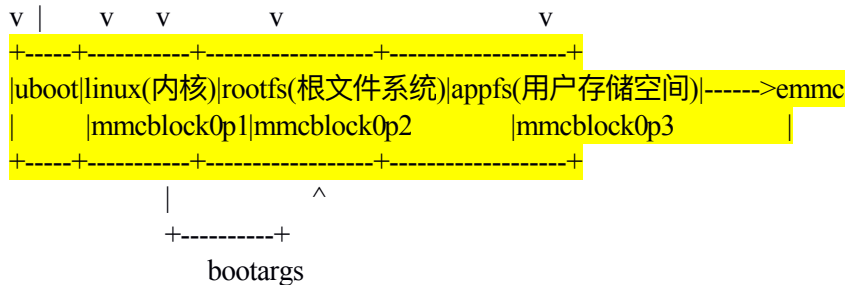 v |       v     v          v                          v
+-----+-----------+------------------+-------------------+
|uboot|linux(内核)|rootfs(根文件系统)|appfs(用户存储空间)|------>emmc
|       |mmcblock0p1|mmcblock0p2          |mmcblock0p3            |
+-----+-----------+------------------+-------------------+
|               ^
+----------+
bootargs